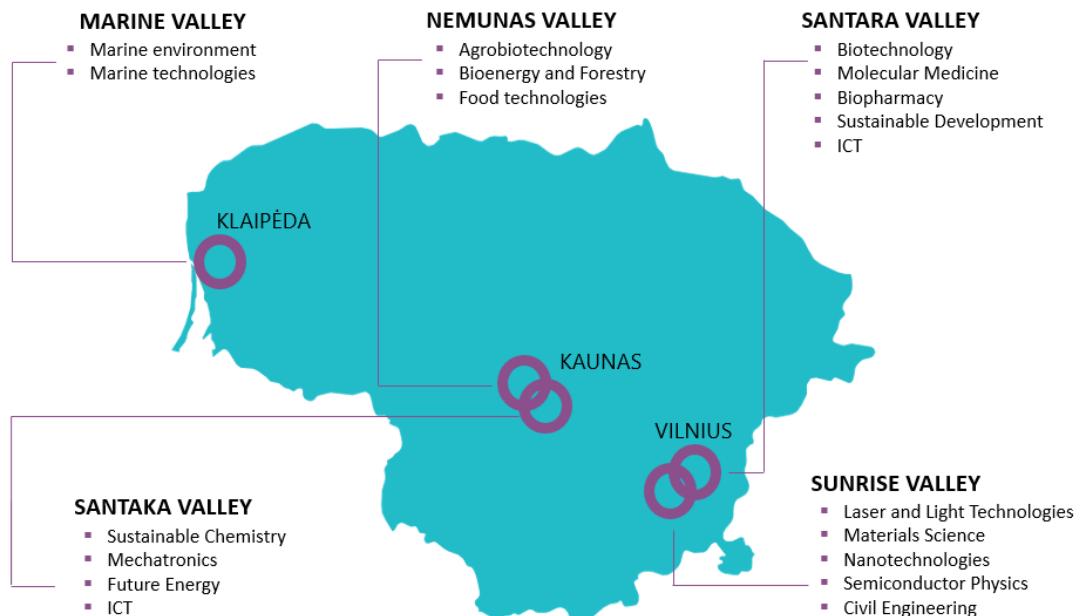 MARINE VALLEY
▪ Marine environment
▪ Marine technologies
NEMUNAS VALLEY
▪ Agrobiotechnology
▪ Bioenergy and Forestry
▪ Food technologies
SANTARA VALLEY
▪ Biotechnology
▪ Molecular Medicine
▪ Biopharmacy
▪ Sustainable Development
▪ ICT
KLAIPĖDA
KAUNAS
VILNIUS
SANTAKA VALLEY
▪ Sustainable Chemistry
▪ Mechatronics
▪ Future Energy
▪ ICT
SUNRISE VALLEY
▪ Laser and Light Technologies
▪ Materials Science
▪ Nanotechnologies
▪ Semiconductor Physics
▪ Civil Engineering